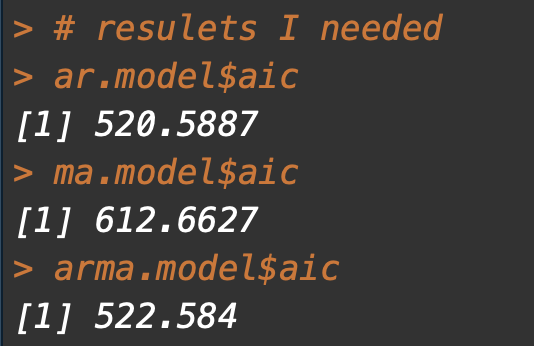 > # resulets I needed
> ar.model$aic
[1] 520.5887
> ma.model$aic
[1] 612.6627
> arma.model$aic
[1] 522.584